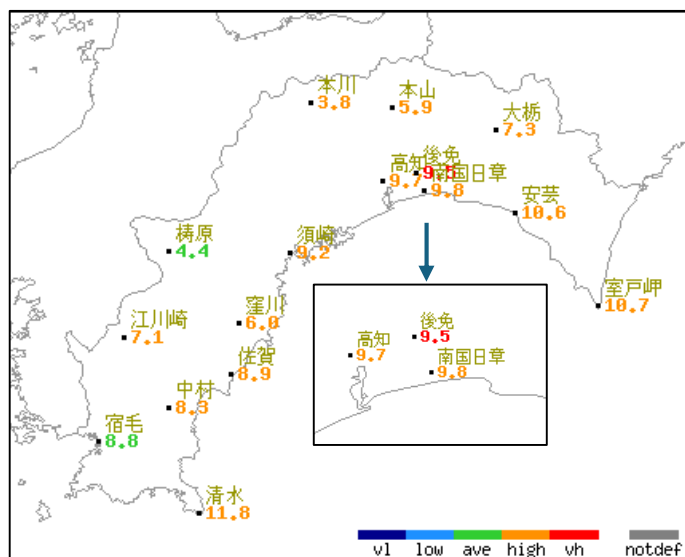 本川
3.8
本山
5.9
大栃
7.3
高知
9.7
後免
9.5
南国日章
9.8
安芸
10.6
梼原
4.4
須崎
9.2
室戸岬
10.7
江川崎
7.1
窪川
6.0
佐賀
8.9
中村
8.3
宿毛
8.8
清水
11.8
後免
9.5
高知
9.7
南国日章
9.8
vl low ave high vh notdef